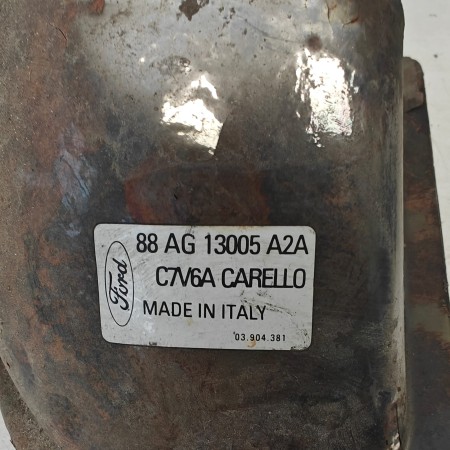 Ford
88 AG 13005 A2A
C7V6A CARELLO
MADE IN ITALY
03.904.381